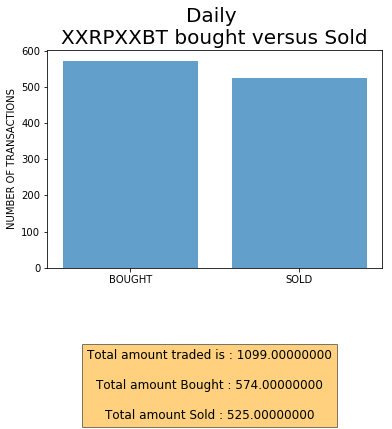 Daily
XXRPXXBT bought versus Sold
600
500
400
300
200
100
0
NUMBER OF TRANSACTIONS
BOUGHT SOLD
Total amount traded is : 1099.00000000
Total amount Bought : 574.00000000
Total amount Sold : 525.00000000